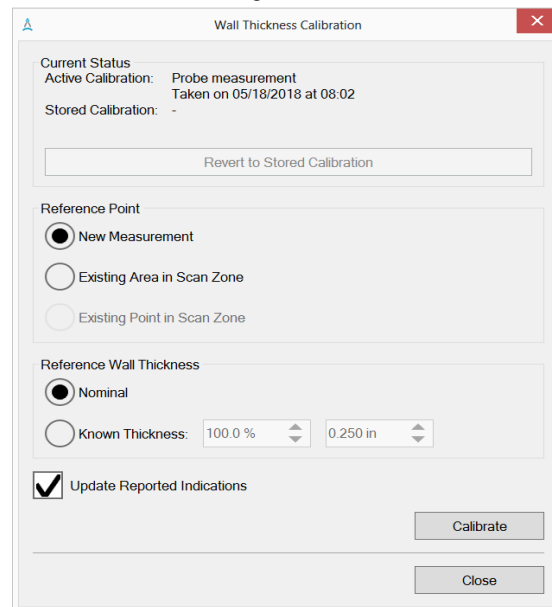 Wall Thickness Calibration
Current Status
Active Calibration: Probe measurement
Taken on 05/18/2018 at 08:02
Stored Calibration: -
Revert to Stored Calibration
Reference Point
New Measurement
Existing Area in Scan Zone
Existing Point in Scan Zone
Reference Wall Thickness
Nominal
Known Thickness: 100.0 % 0.250 in
Update Reported Indications
Calibrate
Close